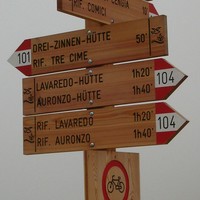 CENGIA
RIF. COMICI
101 DREI-ZINNEN-HÜTTE 50'
RIF. TRE CIME
LAVAREDO-HÜTTE 1h20' 104
AURONZO-HÜTTE 1h40'
RIF. LAVAREDO 1h20' 104
RIF. AURONZO 1h40'